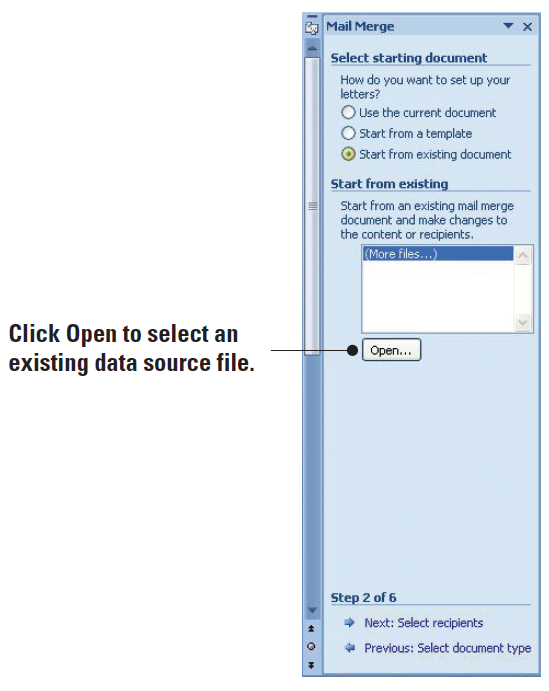 Mail Merge
Select starting document
How do you want to set up your
letters?
Use the current document
Start from a template
Start from existing document
Start from existing
Start from an existing mail merge
document and make changes to
the content or recipients.
(More files...)
Click Open to select an
existing data source file.
Open...
Step 2 of 6
Next: Select recipients
Previous: Select document type